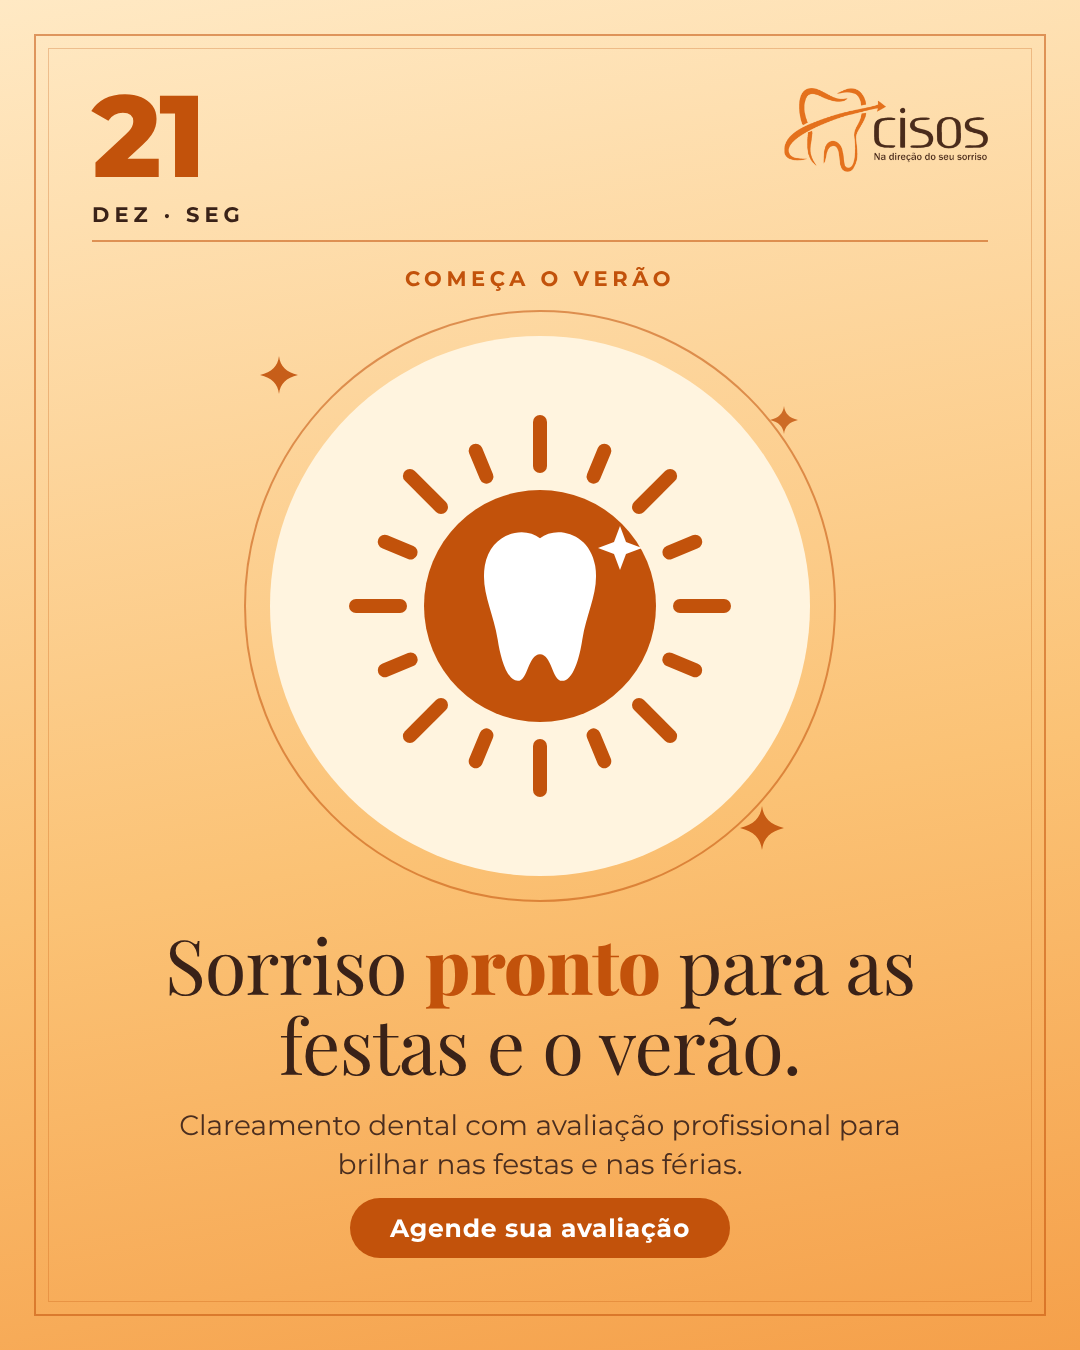 21
DEZ · SEG
cisos
Na direção do seu sorriso
COMEÇA O VERÃO
Sorriso pronto para as
festas e o verão.
Clareamento dental com avaliação profissional para
brilhar nas festas e nas férias.
Agende sua avaliação